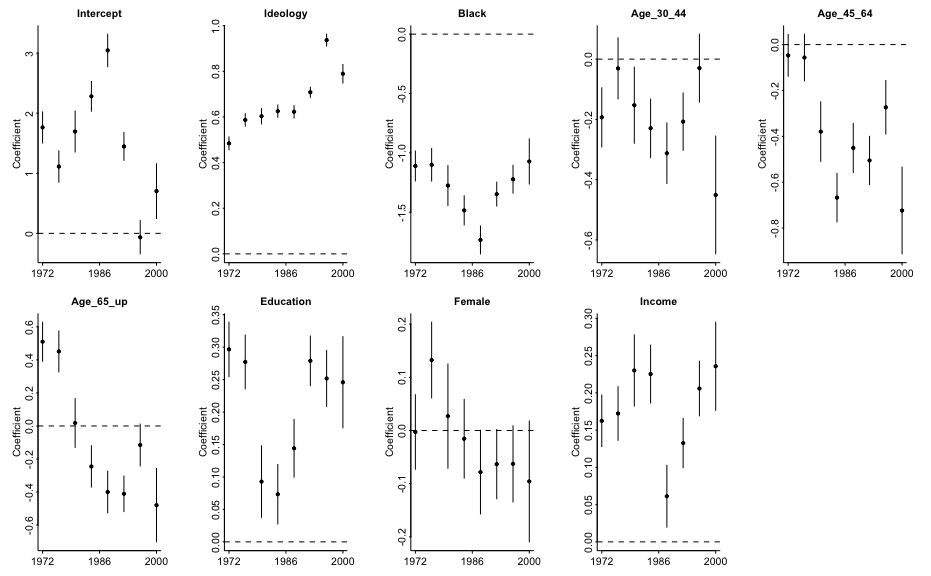 Intercept
Coefficient
3
2
1
0
1972 1986 2000
Ideology
Coefficient
1.0
0.8
0.6
0.4
0.2
0.0
1972 1986 2000
Black
Coefficient
0.0
-0.5
-1.0
-1.5
1972 1986 2000
Age_30_44
Coefficient
0.0
-0.2
-0.4
-0.6
1972 1986 2000
Age_45_64
Coefficient
0.0
-0.2
-0.4
-0.6
-0.8
1972 1986 2000
Age_65_up
Coefficient
0.6
0.4
0.2
0.0
-0.2
-0.4
-0.6
1972 1986 2000
Education
Coefficient
0.35
0.30
0.25
0.20
0.15
0.10
0.05
0.00
1972 1986 2000
Female
Coefficient
0.2
0.1
0.0
-0.1
-0.2
1972 1986 2000
Income
Coefficient
0.30
0.25
0.20
0.15
0.10
0.05
0.00
1972 1986 2000